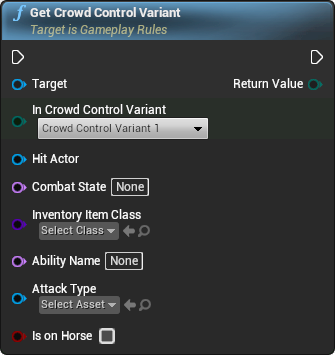 f Get Crowd Control Variant
Target is Gameplay Rules
Target
Return Value
In Crowd Control Variant
Crowd Control Variant 1
Hit Actor
Combat State None
Inventory Item Class
Select Class
Ability Name None
Attack Type
Select Asset
Is on Horse